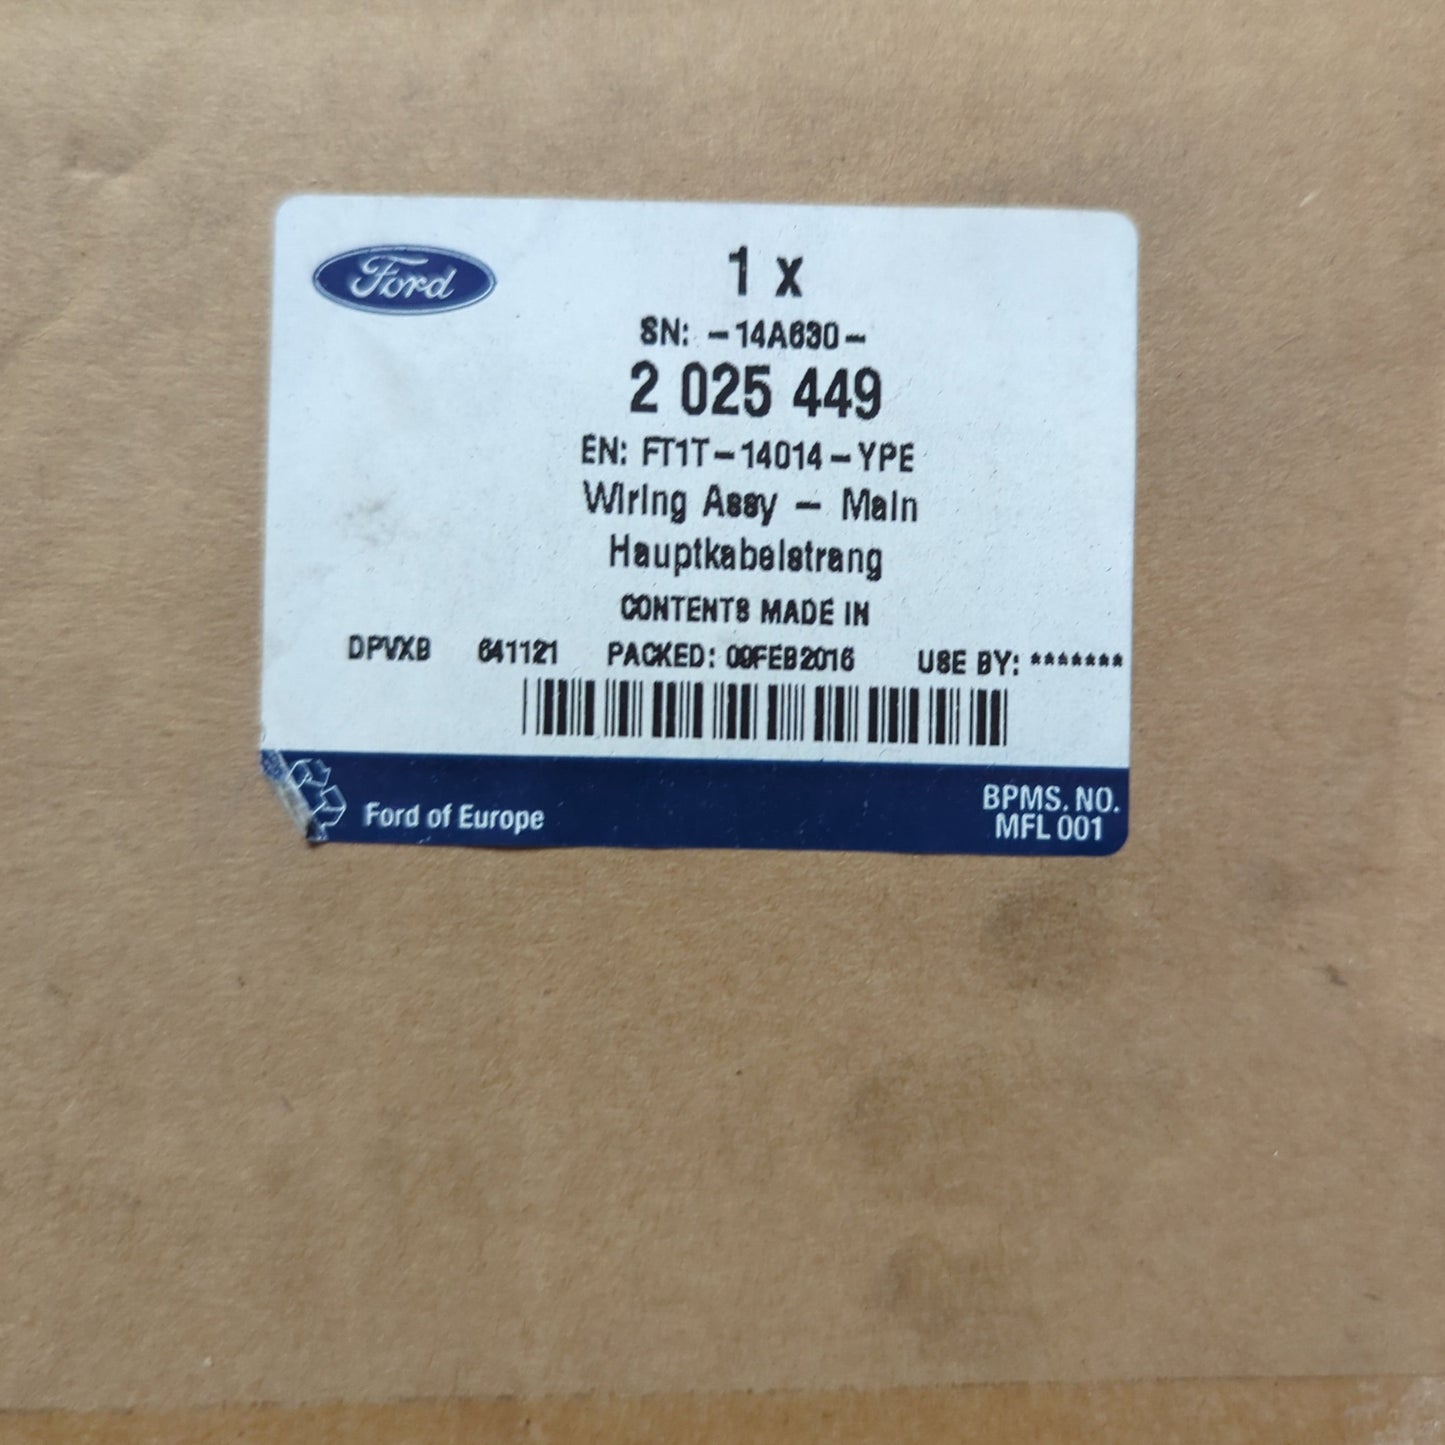 Ford
1 x
SN: -14A630-
2 025 449
EN: FT1T-14014-YPE
Wiring Assy - Main
Hauptkabelstrang
CONTENTS MADE IN
DPVXB 641121 PACKED: 09FEB2016 USE BY: *******
Ford of Europe
BPMS. NO.
MFL 001